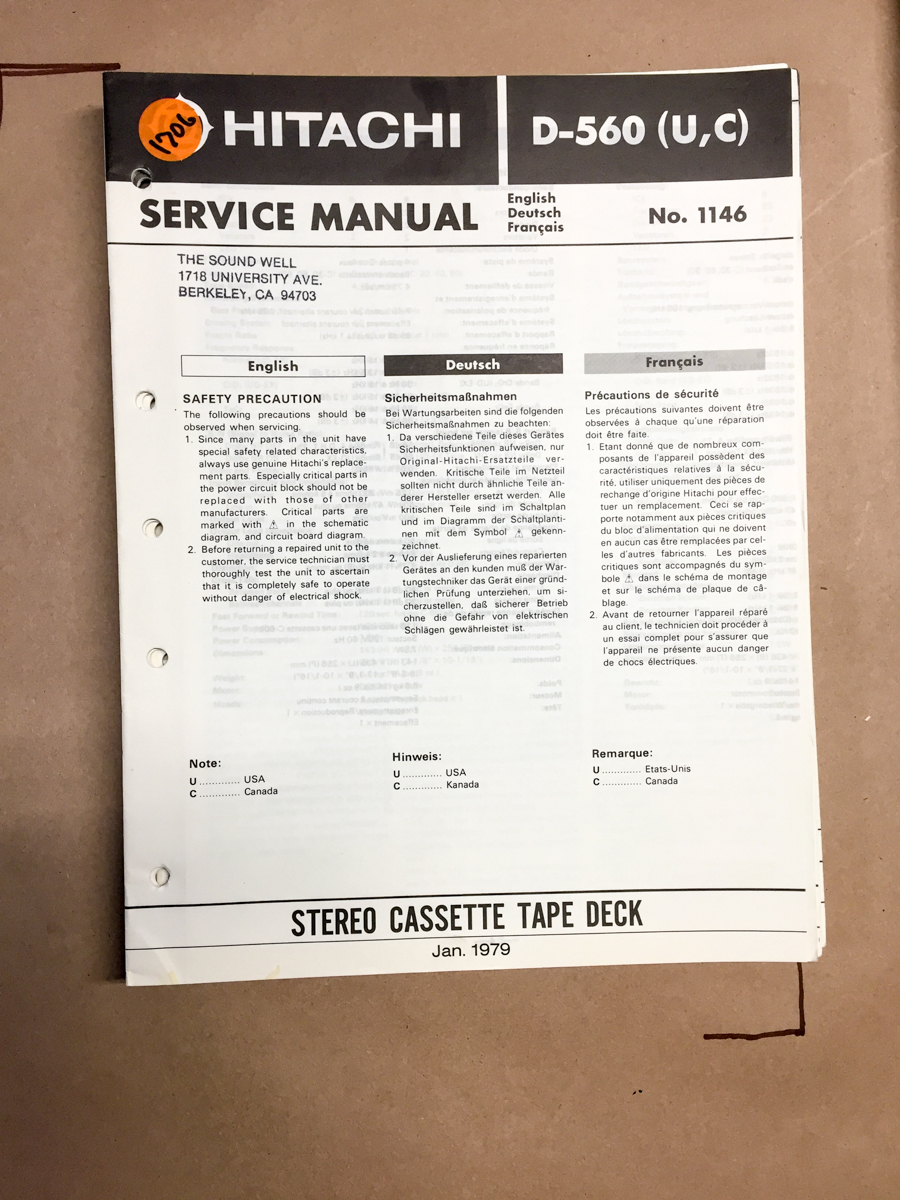 1706
HITACHI
D-560 (U,C)
SERVICE MANUAL
English
Deutsch
Français
No. 1146
THE SOUND WELL
1718 UNIVERSITY AVE.
BERKELEY, CA 94703
English
SAFETY PRECAUTION
The following precautions should be
observed when servicing.
1. Since many parts in the unit have
special safety related characteristics,
always use genuine Hitachi's replace-
ment parts. Especially critical parts in
the power circuit block should not be
replaced with those of other
manufacturers. Critical parts are
marked with ⚠ in the schematic
diagram, and circuit board diagram.
2. Before returning a repaired unit to the
customer, the service technician must
thoroughly test the unit to ascertain
that it is completely safe to operate
without danger of electrical shock.
Deutsch
Sicherheitsmaßnahmen
Bei Wartungsarbeiten sind die folgenden
Sicherheitsmaßnahmen zu beachten:
1. Da verschiedene Teile dieses Gerätes
Sicherheitsfunktionen aufweisen, nur
Original-Hitachi-Ersatzteile ver-
wenden. Kritische Teile im Netzteil
sollten nicht durch ähnliche Teile an-
derer Hersteller ersetzt werden. Alle
kritischen Teile sind im Schaltplan
und im Diagramm der Schaltplanti-
nen mit dem Symbol ⚠ gekenn-
zeichnet.
2. Vor der Auslieferung eines reparierten
Gerätes an den kunden muß der War-
tungstechniker das Gerät einer gründ-
lichen Prüfung unterziehen, um si-
cherzustellen, daß sicherer Betrieb
ohne die Gefahr von elektrischen
Schlägen gewährleistet ist.
Français
Précautions de sécurité
Les précautions suivantes doivent être
observées à chaque qu'une réparation
doit être faite.
1. Etant donné que de nombreux com-
posants de l'appareil possèdent des
caractéristiques relatives à la sécu-
rité, utiliser uniquement des pièces de
rechange d'origine Hitachi pour effec-
tuer un remplacement. Ceci se rap-
porte notamment aux pièces critiques
du bloc d'alimentation qui ne doivent
en aucun cas être remplacées par cel-
les d'autres fabricants. Les pièces
critiques sont accompagnés du sym-
bole ⚠ dans le schéma de montage
et sur le schéma de plaque de câ-
blage.
2. Avant de retourner l'appareil réparé
au client, le technicien doit procéder à
un essai complet pour s'assurer que
l'appareil ne présente aucun danger
de chocs électriques.
Note:
U ............. USA
C ............. Canada
Hinweis:
U ............. USA
C ............. Kanada
Remarque:
U ............. Etats-Unis
C ............. Canada
STEREO CASSETTE TAPE DECK
Jan. 1979